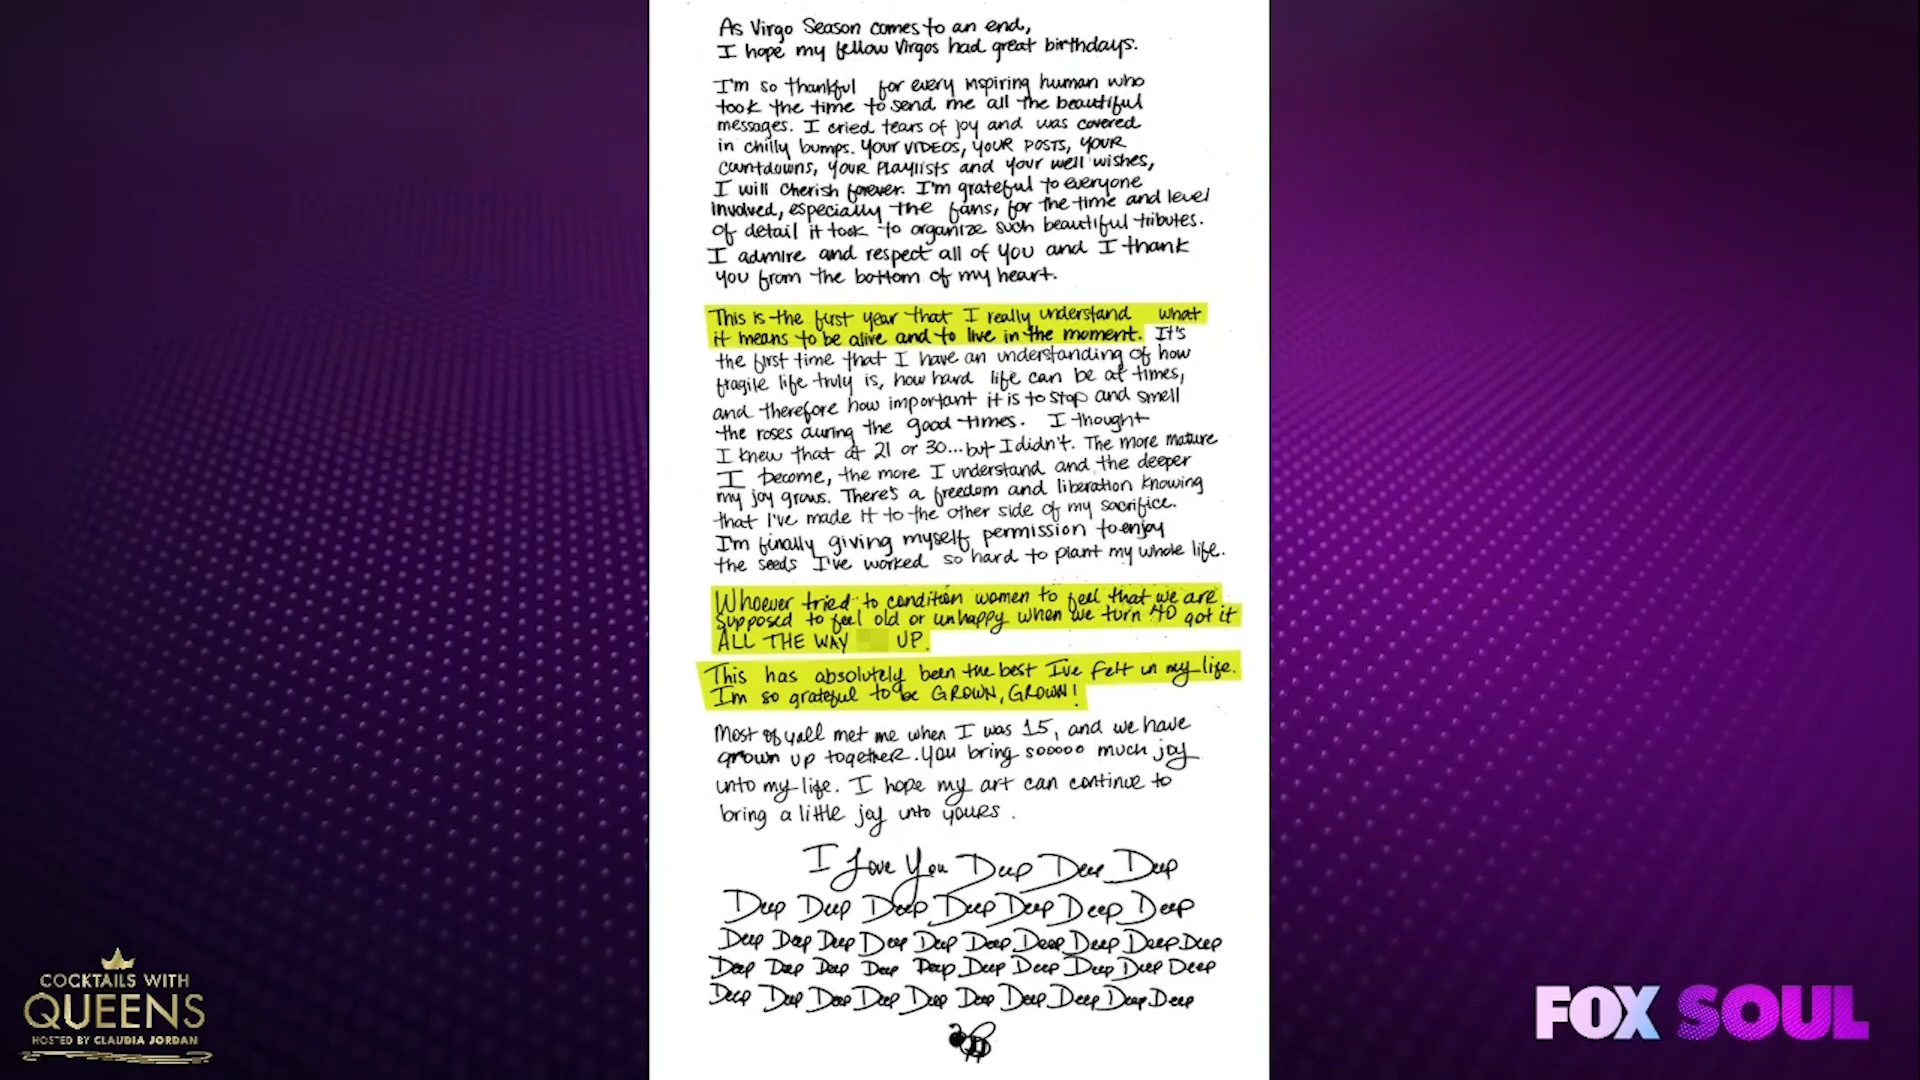 As Virgo Season comes to an end,
I hope my fellow Virgos had great birthdays.
I'm so thankful for every inspiring human who
took the time to send me all the beautiful
messages. I cried tears of joy and was covered
in chilly bumps. YOUR VIDEOS, YOUR POSTS, YOUR
COUNTDOWNS, YOUR PLAYLISTS and your well wishes,
I will cherish forever. I'm grateful to everyone
involved, especially the fans, for the time and level
of detail it took to organize such beautiful tributes.
I admire and respect all of you and I thank
you from the bottom of my heart.
This is the first year that I really understand what
it means to be alive and to live in the moment. It's
the first time that I have an understanding of how
fragile life truly is, how hard life can be at times,
and therefore how important it is to stop and smell
the roses during the good times. I thought
I knew that at 21 or 30...but I didn't. The more mature
I become, the more I understand and the deeper
my joy grows. There's a freedom and liberation knowing
that I've made it to the other side of my sacrifice.
I'm finally giving myself permission to enjoy
the seeds I've worked so hard to plant my whole life.
Whoever tried to condition women to feel that we are
supposed to feel old or unhappy when we turn 40 got it
ALL THE WAY UP.
This has absolutely been the best I've felt in my life.
I'm so grateful to be GROWN, GROWN!
Most of yall met me when I was 15, and we have
grown up together. You bring sooooo much joy
unto my life. I hope my art can continue to
bring a little joy unto yours.
I Love You Deep Deep Deep
Deep Deep Deep Deep Deep Deep Deep
Deep Deep Deep Deep Deep Deep Deep Deep Deep Deep
Deep Deep Deep Deep Deep Deep Deep Deep Deep Deep
Deep Deep Deep Deep Deep Deep Deep Deep Deep Deep
COCKTAILS WITH
QUEENS
HOSTED BY CLAUDIA JORDAN
FOX SOUL